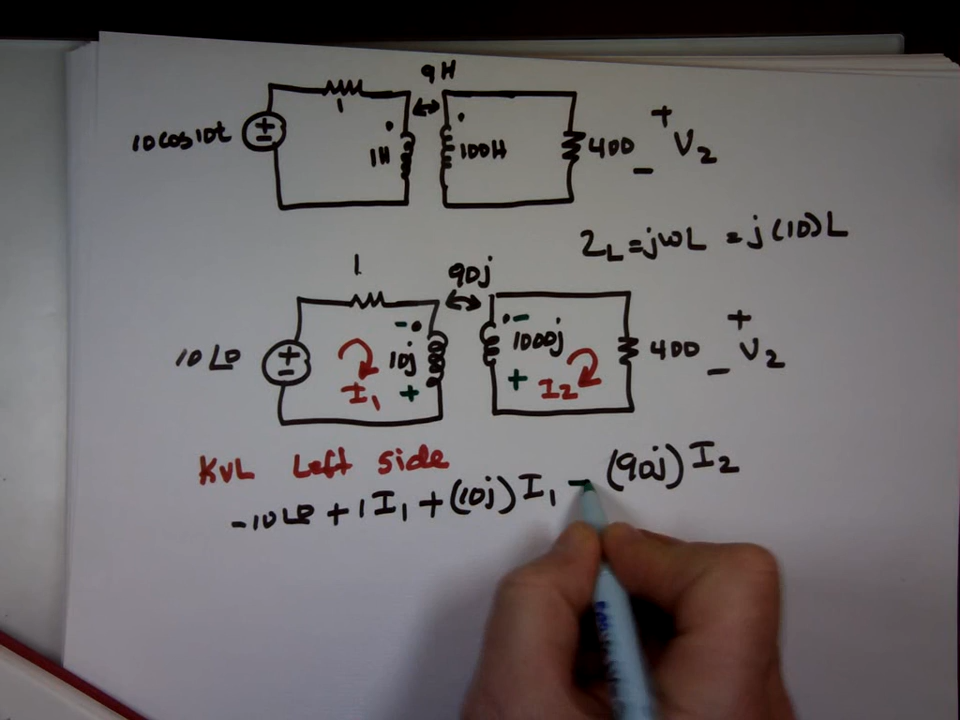 9H
10cos10t + - 1 1H 100H 400 + - V2
ZL = jωL = j(10)L
1 90j
10∠0 + - I1 - 10j + - 1000j + I2 400 + - V2
KVL Left side
-10∠0 + 1I1 + (10j)I1 - (90j)I2